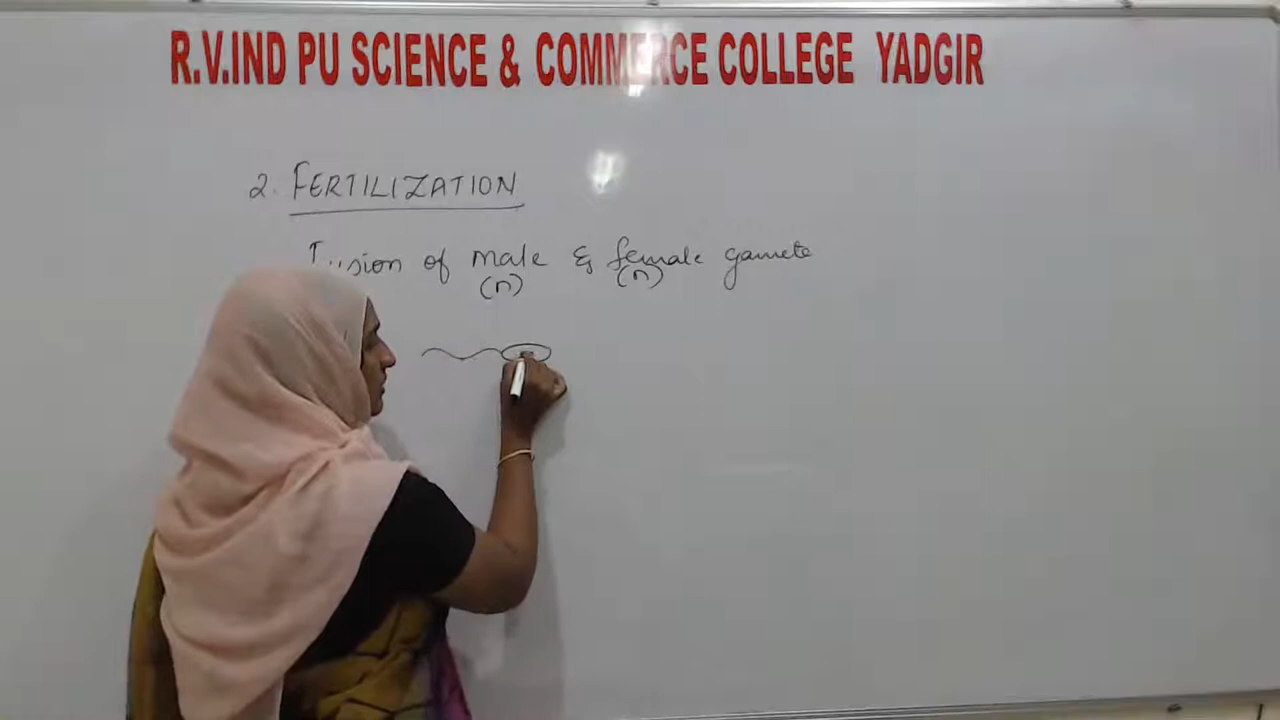 R.V.IND PU SCIENCE & COMMERCE COLLEGE YADGIR
2. FERTILIZATION
Fusion of male & female gamete
(n) (n)